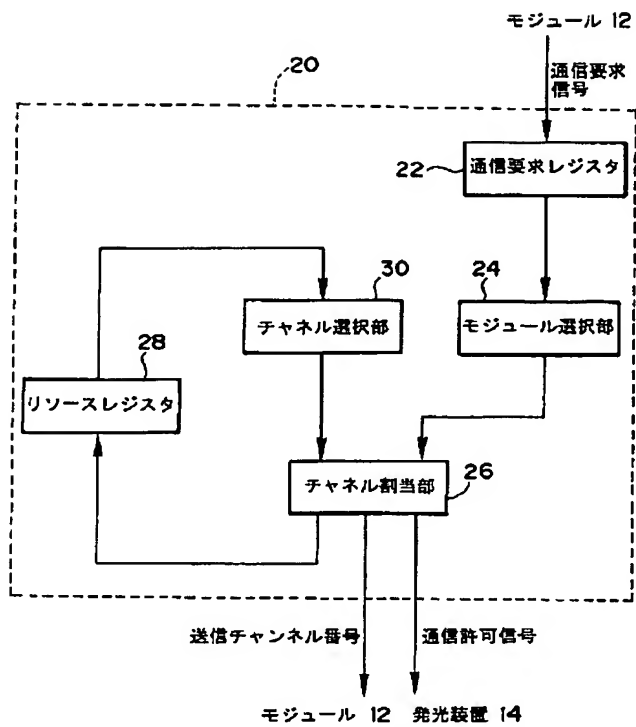 モジュール 12
通信要求
信号
20
22
通信要求レジスタ
30
24
チャネル選択部
モジュール選択部
28
リソースレジスタ
チャネル割当部
26
送信チャンネル番号
通信許可信号
モジュール 12
発光装置 14